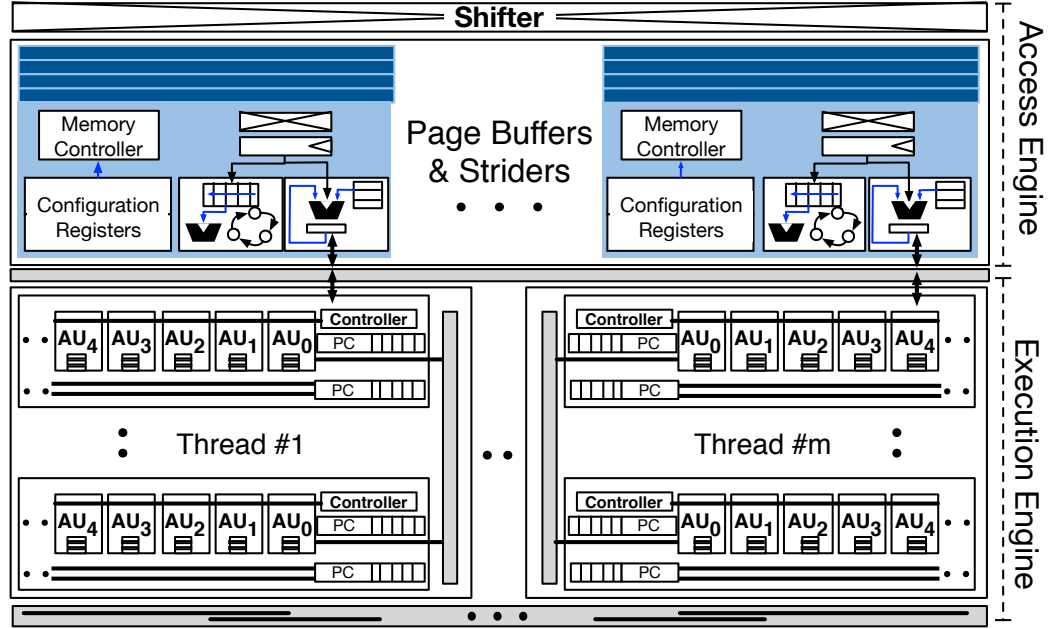 Shifter
Access Engine
Memory
Controller
Configuration
Registers
Page Buffers
& Striders
Memory
Controller
Configuration
Registers
Execution Engine
AU4 AU3 AU2 AU1 AU0
Controller
PC
PC
Controller
PC
AU0 AU1 AU2 AU3 AU4
PC
Thread #1
Thread #m
AU4 AU3 AU2 AU1 AU0
Controller
PC
PC
Controller
PC
AU0 AU1 AU2 AU3 AU4
PC